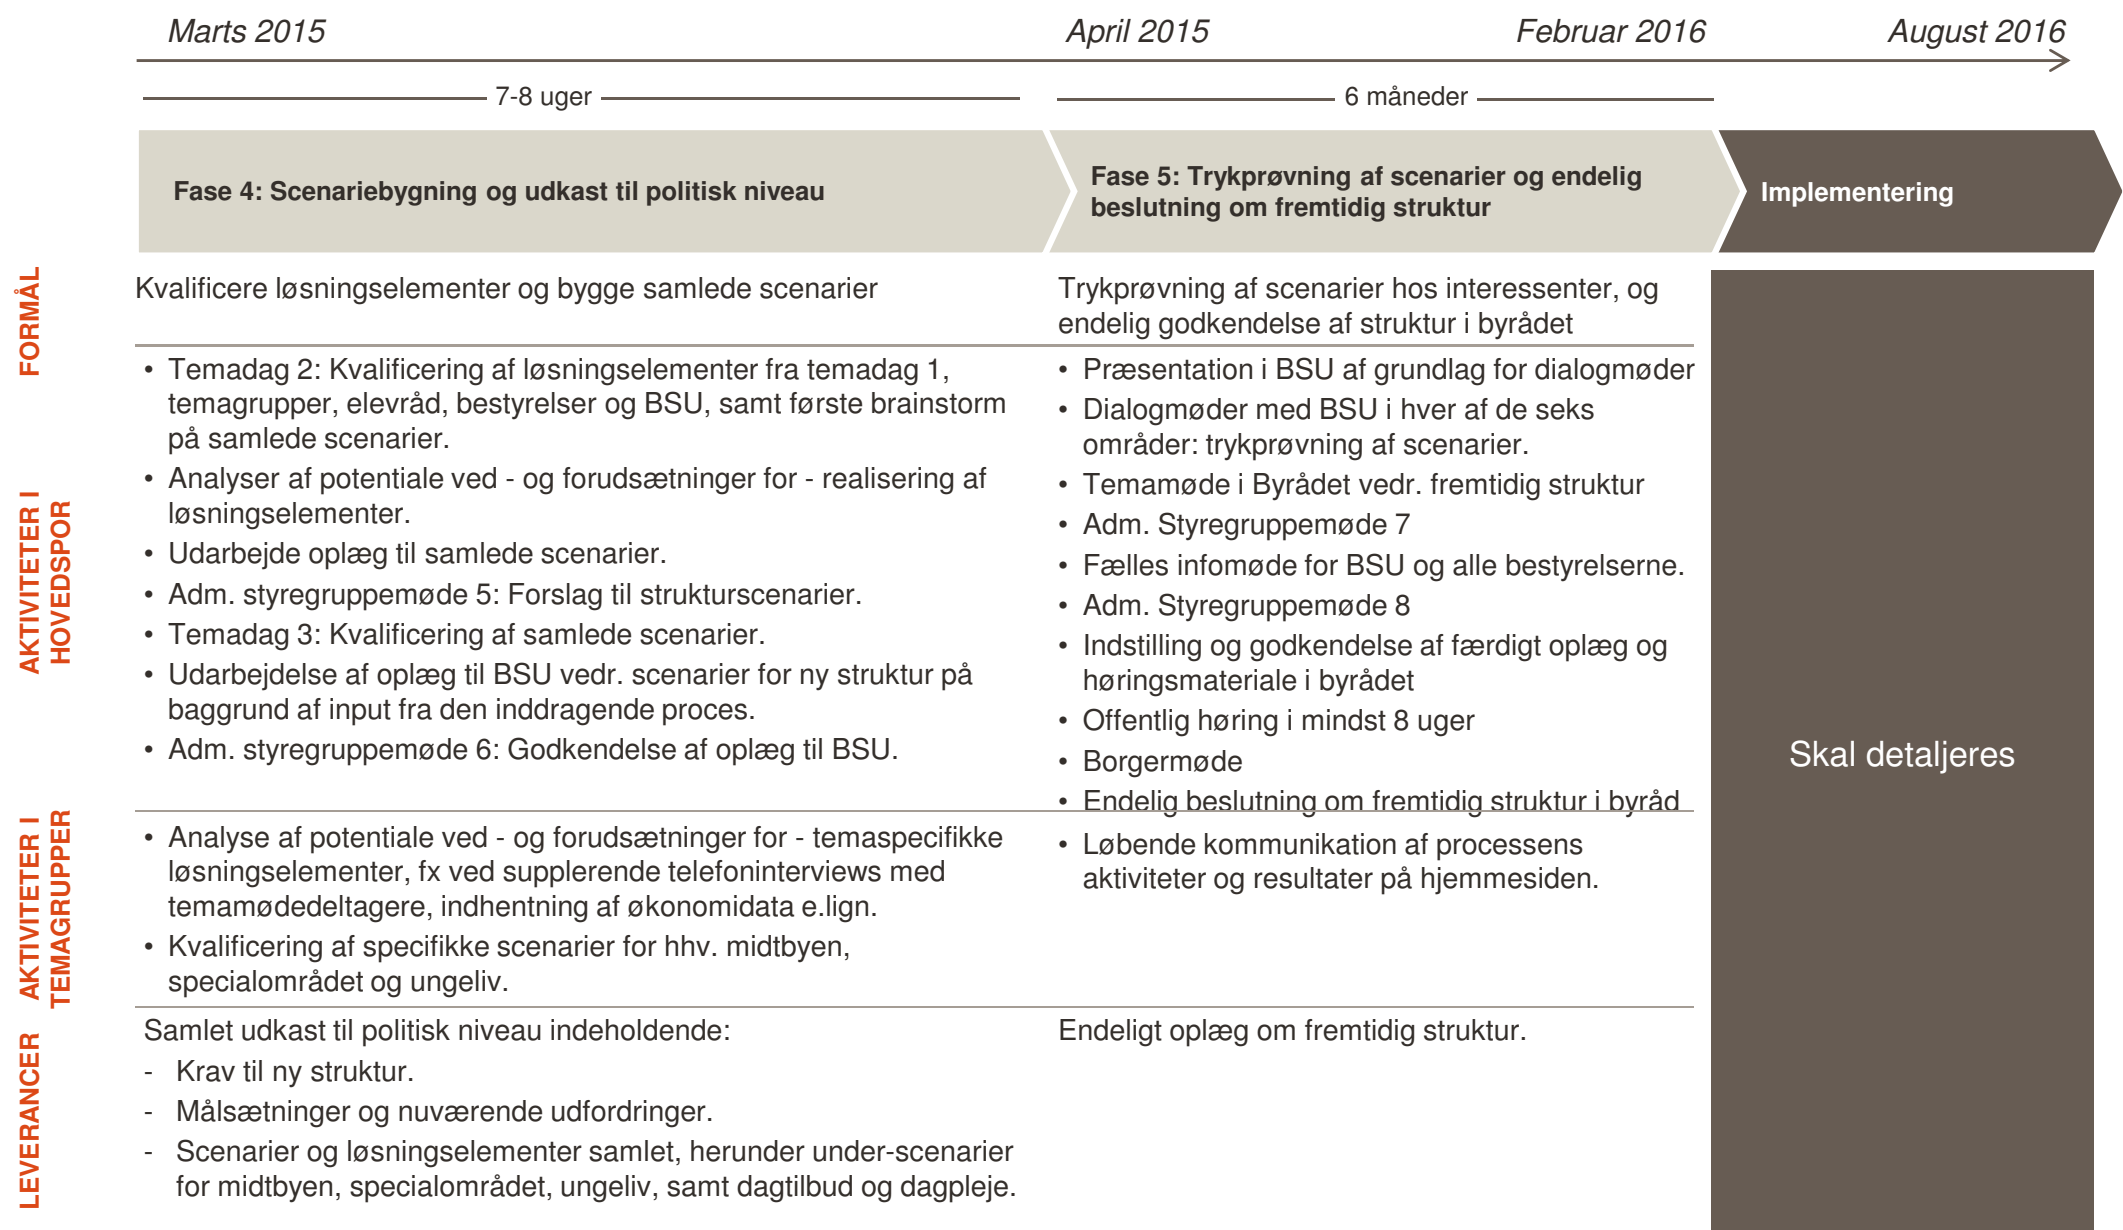 Marts 2015
April 2015
Februar 2016
August 2016
7-8 uger
6 måneder
Fase 4: Scenariebygning og udkast til politisk niveau
Fase 5: Trykprøvning af scenarier og endelig
beslutning om fremtidig struktur
Implementering
FORMÅL
Kvalificere løsningselementer og bygge samlede scenarier
Trykprøvning af scenarier hos interessenter, og
endelig godkendelse af struktur i byrådet
AKTIVITETER I
HOVEDSPOR
• Temadag 2: Kvalificering af løsningselementer fra temadag 1,
temagrupper, elevråd, bestyrelser og BSU, samt første brainstorm
på samlede scenarier.
• Analyser af potentiale ved - og forudsætninger for - realisering af
løsningselementer.
• Udarbejde oplæg til samlede scenarier.
• Adm. styregruppemøde 5: Forslag til strukturscenarier.
• Temadag 3: Kvalificering af samlede scenarier.
• Udarbejdelse af oplæg til BSU vedr. scenarier for ny struktur på
baggrund af input fra den inddragende proces.
• Adm. styregruppemøde 6: Godkendelse af oplæg til BSU.
• Præsentation i BSU af grundlag for dialogmøder
• Dialogmøder med BSU i hver af de seks
områder: trykprøvning af scenarier.
• Temamøde i Byrådet vedr. fremtidig struktur
• Adm. Styregruppemøde 7
• Fælles infomøde for BSU og alle bestyrelserne.
• Adm. Styregruppemøde 8
• Indstilling og godkendelse af færdigt oplæg og
høringsmateriale i byrådet
• Offentlig høring i mindst 8 uger
• Borgermøde
• Endelig beslutning om fremtidig struktur i byråd
Skal detaljeres
AKTIVITETER I
TEMAGRUPPER
• Analyse af potentiale ved - og forudsætninger for - temaspecifikke
løsningselementer, fx ved supplerende telefoninterviews med
temamødedeltagere, indhentning af økonomidata e.lign.
• Kvalificering af specifikke scenarier for hhv. midtbyen,
specialområdet og ungeliv.
• Løbende kommunikation af processens
aktiviteter og resultater på hjemmesiden.
LEVERANCER
Samlet udkast til politisk niveau indeholdende:
- Krav til ny struktur.
- Målsætninger og nuværende udfordringer.
- Scenarier og løsningselementer samlet, herunder under-scenarier
for midtbyen, specialområdet, ungeliv, samt dagtilbud og dagpleje.
Endeligt oplæg om fremtidig struktur.